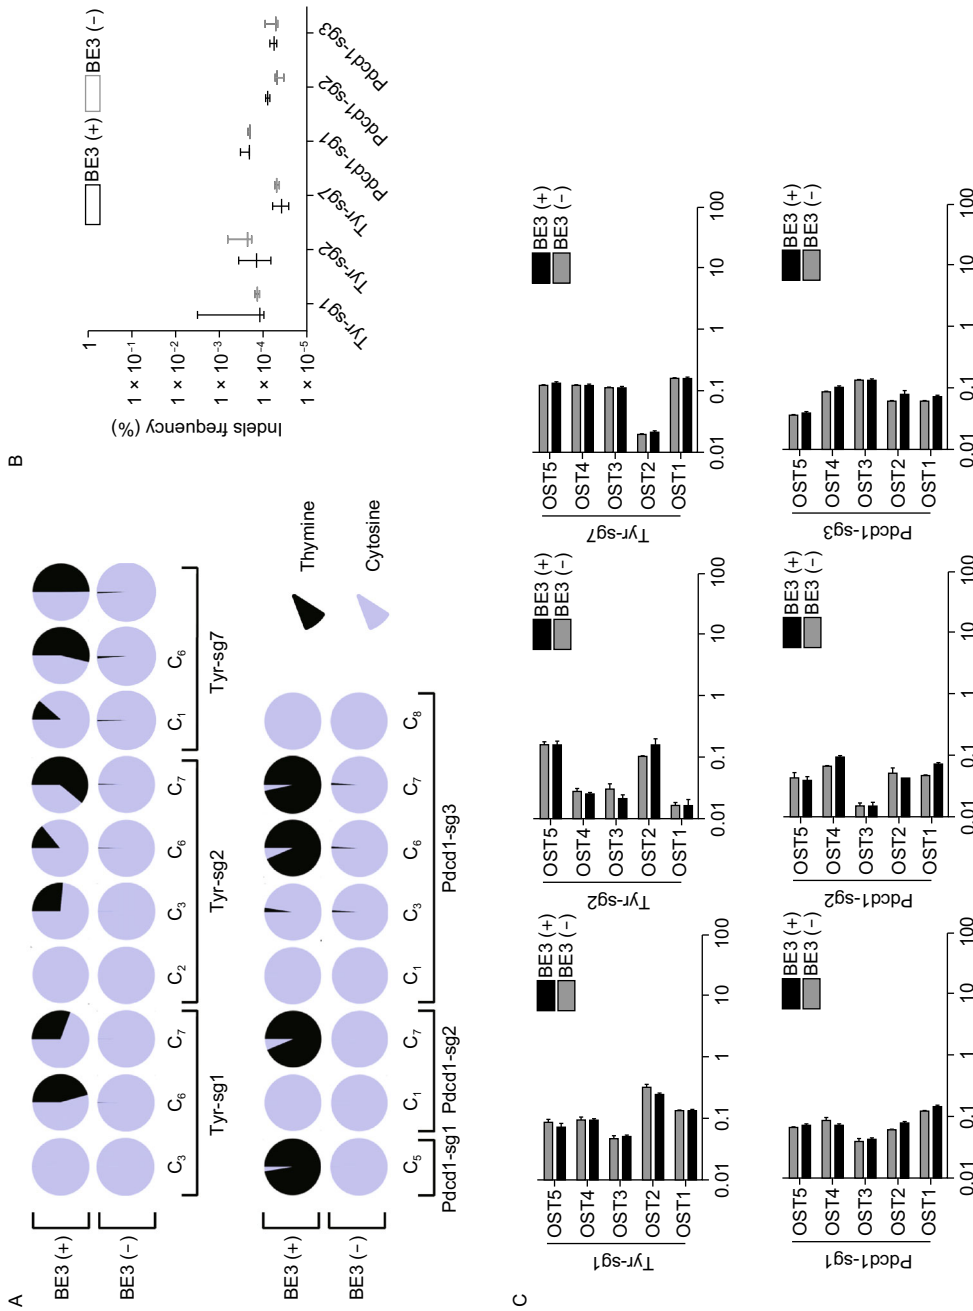 A
BE3 (+)
BE3 (−)
C₃ C₆ C₇ C₂ C₃ C₆ C₇ C₁ C₆
Tyr-sg1 Tyr-sg2 Tyr-sg7
BE3 (+)
BE3 (−)
C₅ C₁ C₇ C₁ C₃ C₆ C₇ C₈
Pdcd1-sg1 Pdcd1-sg2 Pdcd1-sg3
Thymine
Cytosine
B
BE3 (+) BE3 (−)
Indels frequency (%)
1
1 × 10⁻¹
1 × 10⁻²
1 × 10⁻³
1 × 10⁻⁴
1 × 10⁻⁵
Tyr-sg1 Tyr-sg2 Tyr-sg7 Pdcd1-sg1 Pdcd1-sg2 Pdcd1-sg3
C
Tyr-sg1
OST5
OST4
OST3
OST2
OST1
0.01 0.1 1 10 100
BE3 (+)
BE3 (−)
Tyr-sg2
OST5
OST4
OST3
OST2
OST1
0.01 0.1 1 10 100
BE3 (+)
BE3 (−)
Tyr-sg7
OST5
OST4
OST3
OST2
OST1
0.01 0.1 1 10 100
BE3 (+)
BE3 (−)
Pdcd1-sg1
OST5
OST4
OST3
OST2
OST1
0.01 0.1 1 10 100
BE3 (+)
BE3 (−)
Pdcd1-sg2
OST5
OST4
OST3
OST2
OST1
0.01 0.1 1 10 100
BE3 (+)
BE3 (−)
Pdcd1-sg3
OST5
OST4
OST3
OST2
OST1
0.01 0.1 1 10 100
BE3 (+)
BE3 (−)